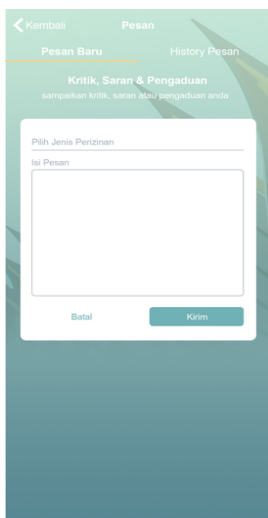 Kembali Pesan
Pesan Baru History Pesan
Kritik, Saran & Pengaduan
sampaikan kritik, saran atau pengaduan anda
Pilih Jenis Perizinan
Isi Pesan
Batal Kirim